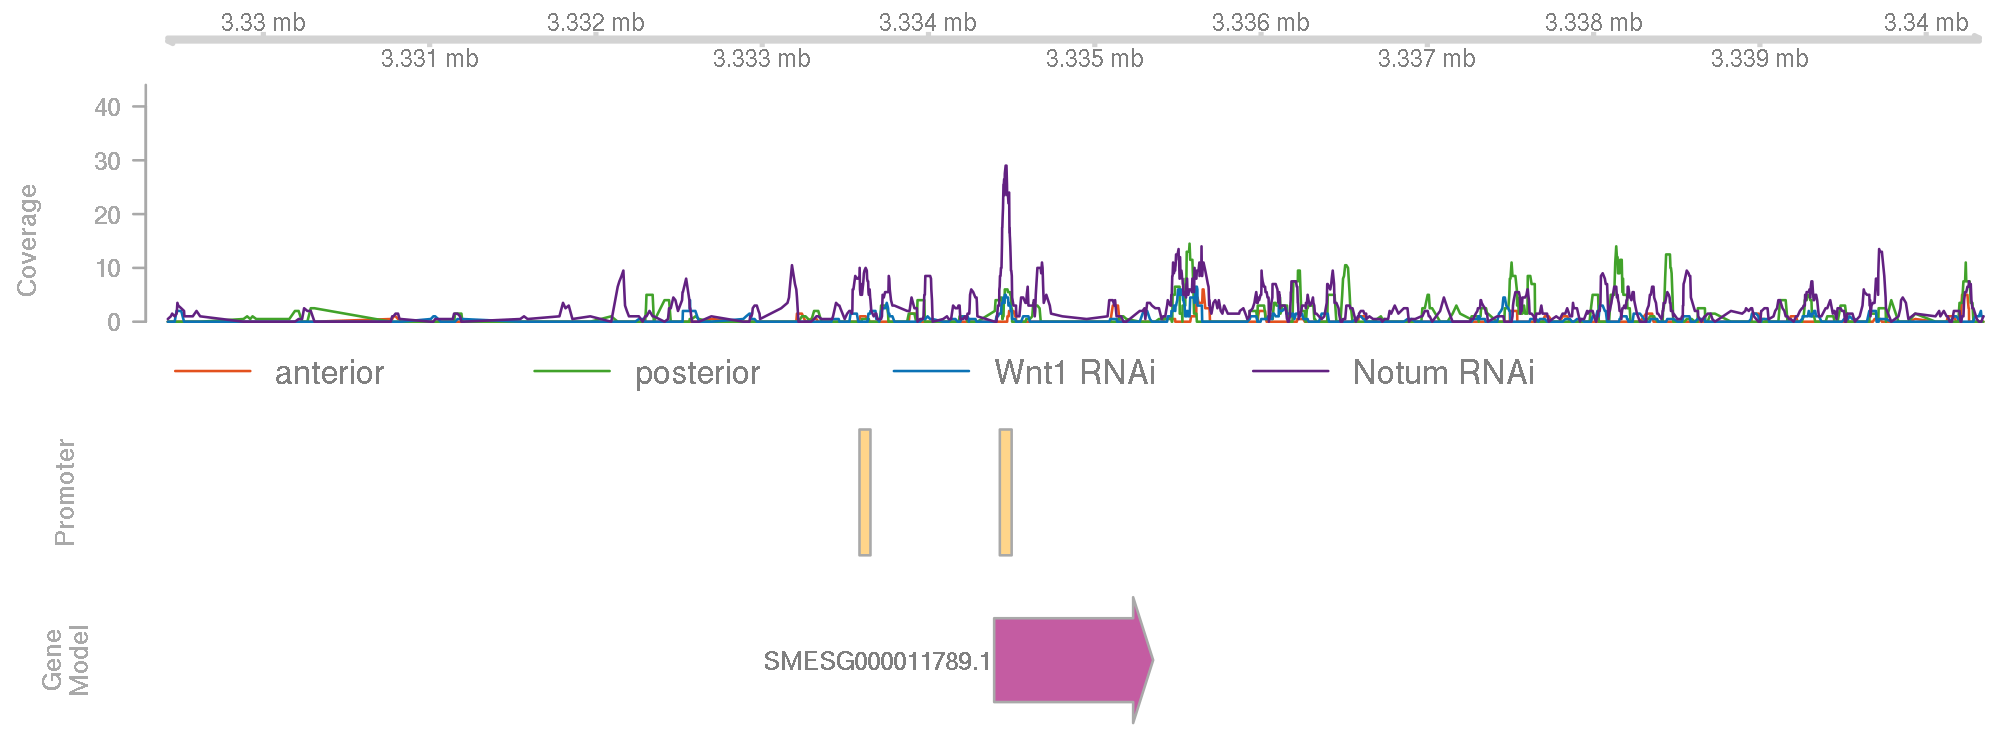 3.33 mb 3.332 mb 3.334 mb 3.336 mb 3.338 mb 3.34 mb
3.331 mb 3.333 mb 3.335 mb 3.337 mb 3.339 mb
Coverage
40
30
20
10
0
anterior posterior Wnt1 RNAi Notum RNAi
Promoter
Gene
Model
SMESG000011789.1